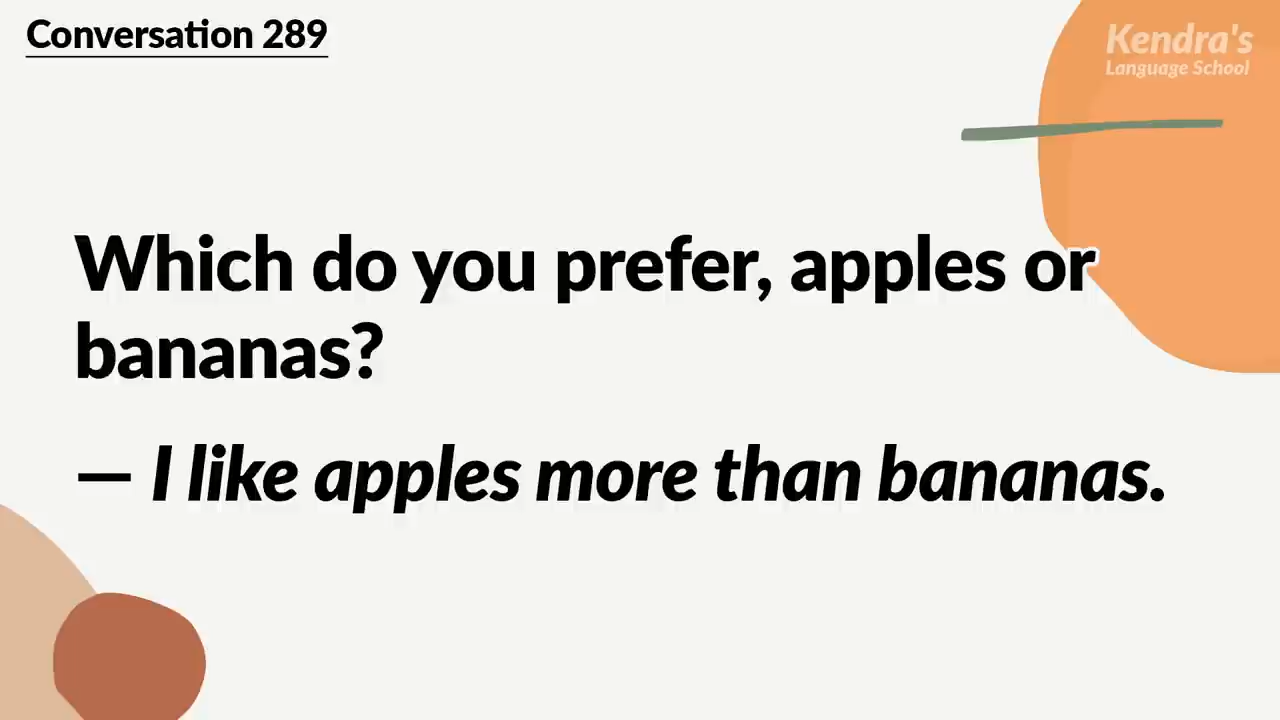 Conversation 289
Kendra's
Language School
Which do you prefer, apples or
bananas?
— I like apples more than bananas.